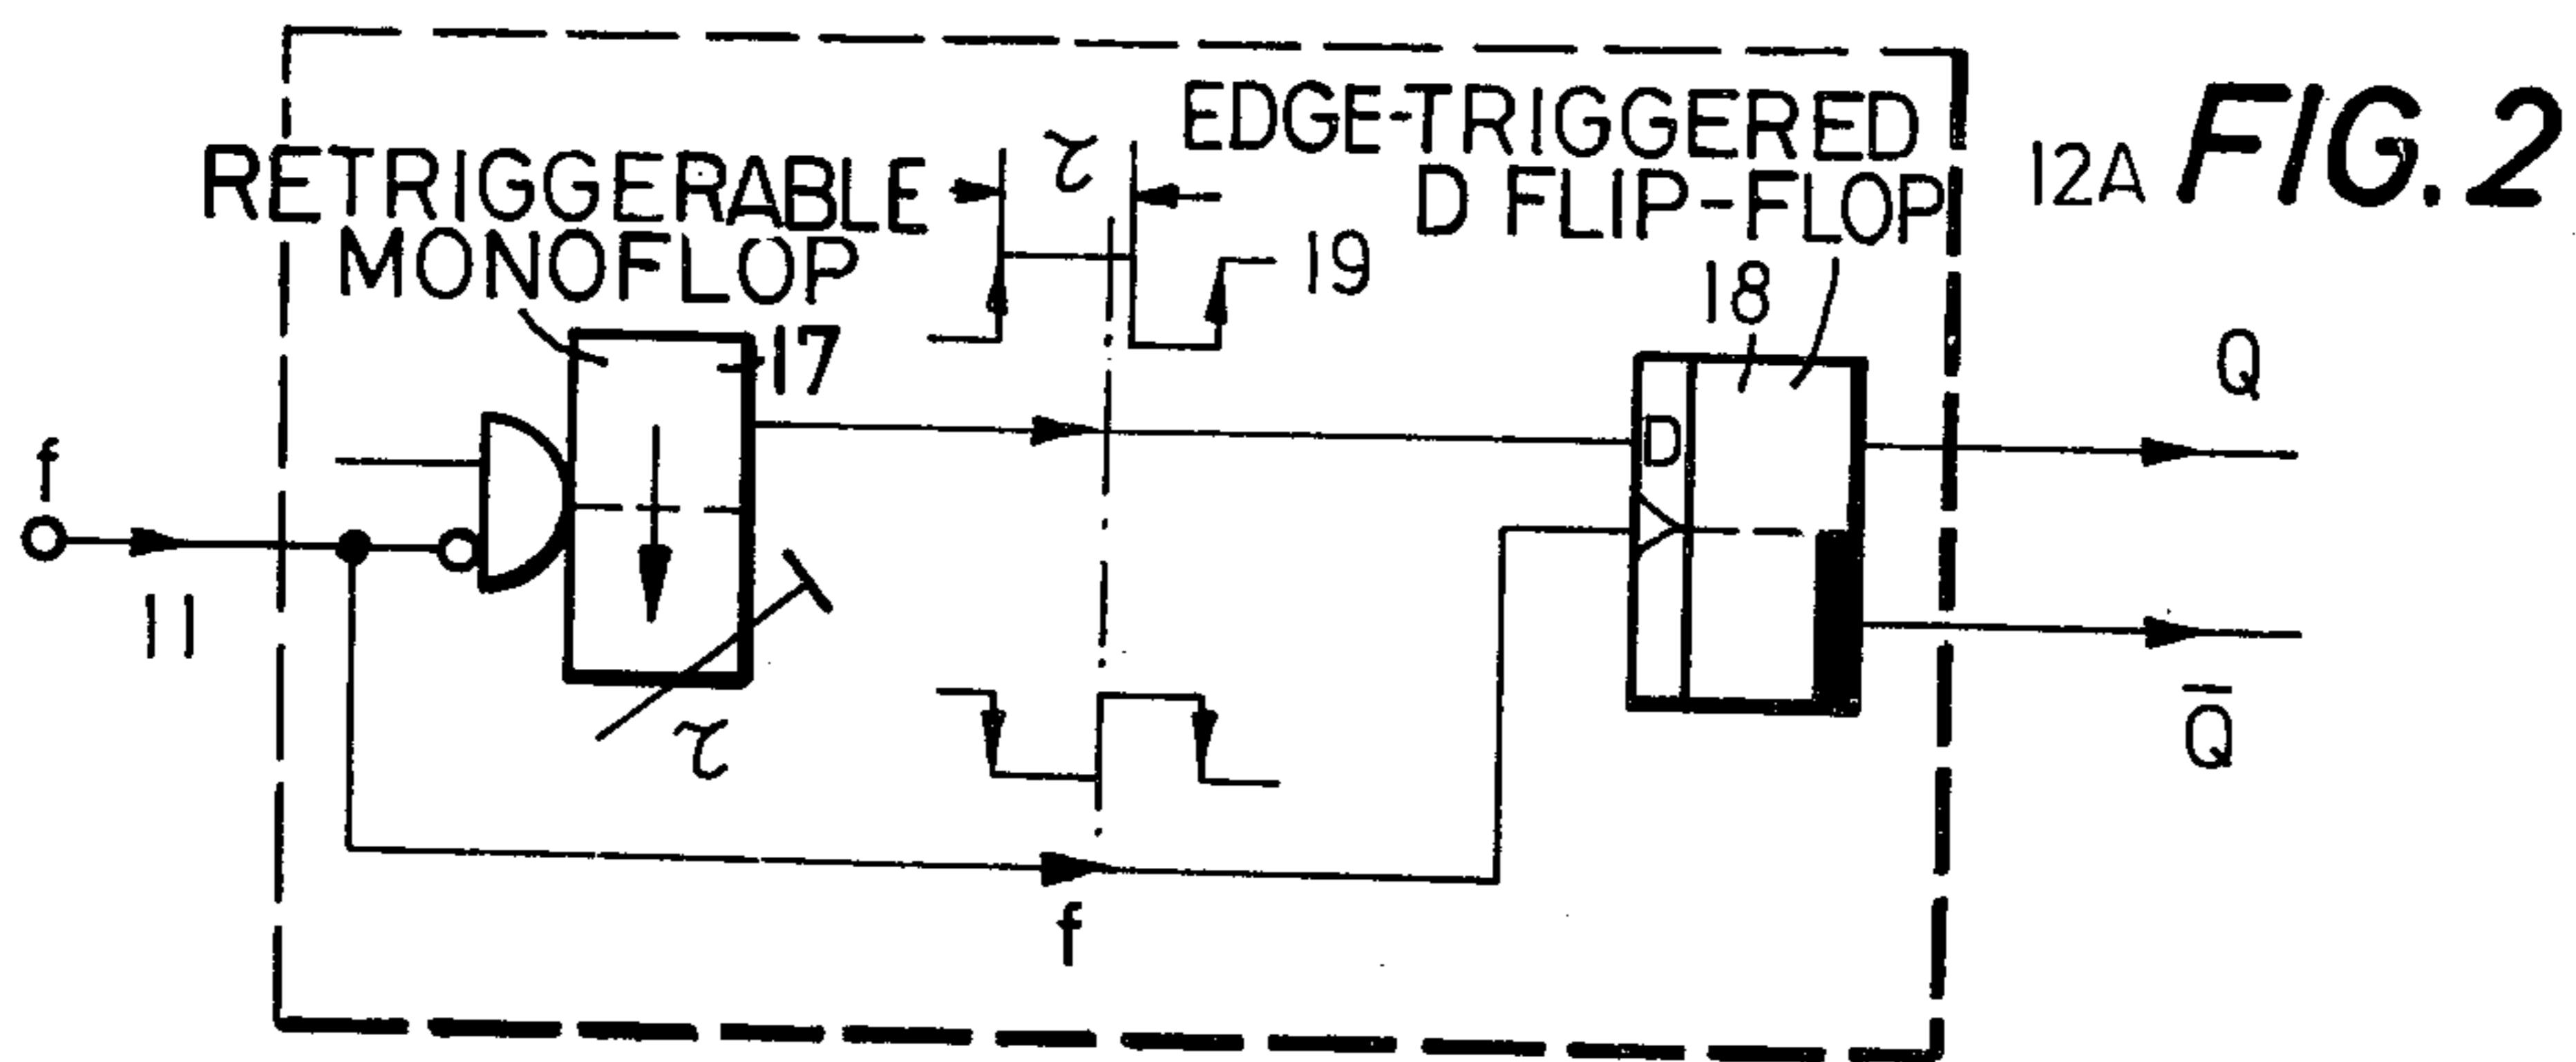 FIG. 2
12A
RETRIGGERABLE
MONOFLOP
τ
EDGE-TRIGGERED
D FLIP-FLOP
19
18
17
Q
D
f
11
τ
Q̅
f